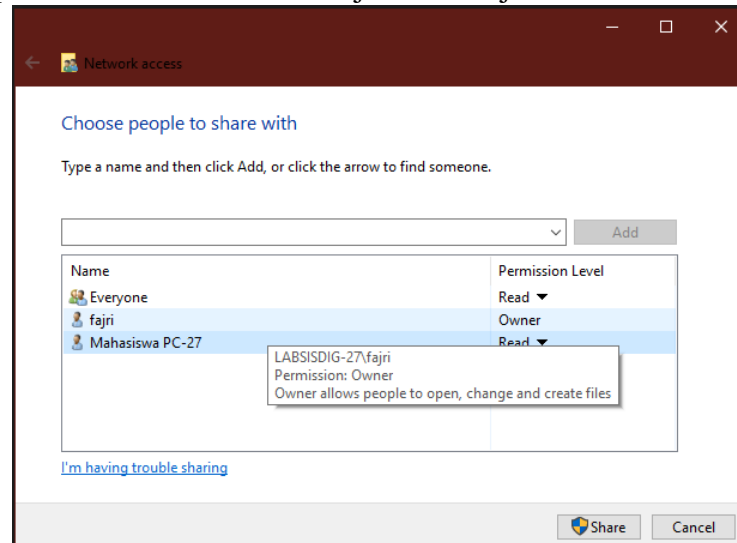 Network access
Choose people to share with
Type a name and then click Add, or click the arrow to find someone.
Add
Name Permission Level
Everyone Read
fajri Owner
Mahasiswa PC-27 Read
LABSISDIG-27\fajri
Permission: Owner
Owner allows people to open, change and create files
I'm having trouble sharing
Share Cancel